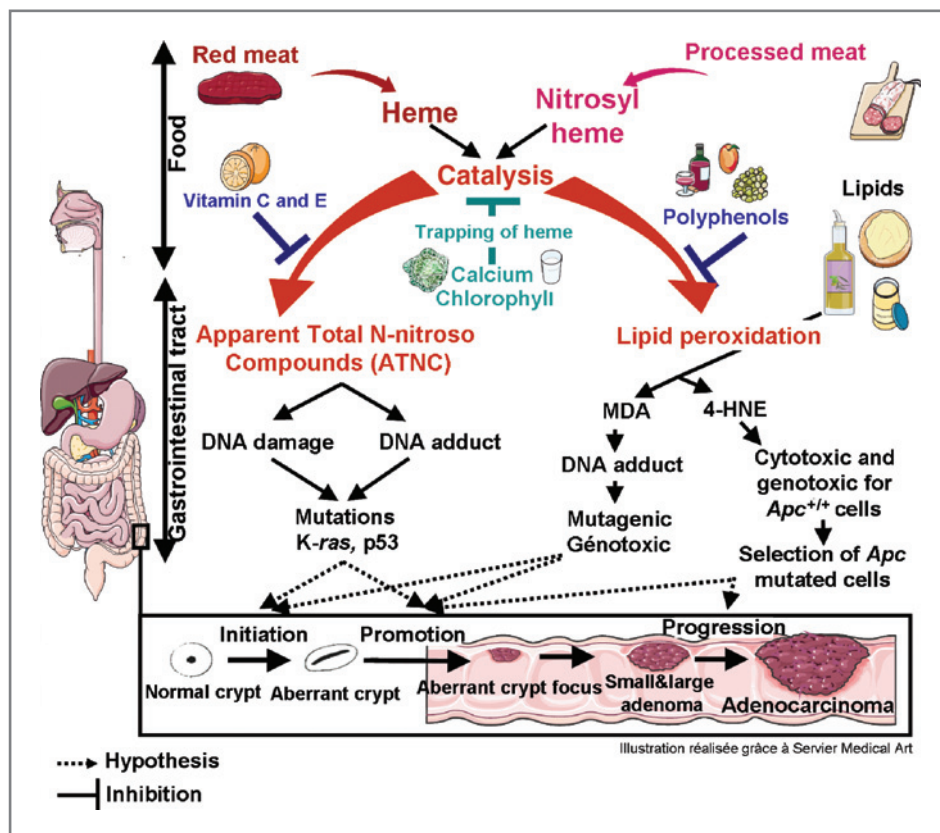 Red meat
Processed meat
Heme
Nitrosyl
heme
Food
Catalysis
Vitamin C and E
Polyphenols
Lipids
Trapping of heme
Calcium
Chlorophyll
Gastrointestinal tract
Apparent Total N-nitroso
Compounds (ATNC)
Lipid peroxidation
MDA
4-HNE
DNA damage
DNA adduct
DNA adduct
Cytotoxic and
genotoxic for
Apc+/+ cells
Mutations
K-ras, p53
Mutagenic
Génotoxic
Selection of Apc
mutated cells
Initiation
Promotion
Progression
Normal crypt
Aberrant crypt
Aberrant crypt focus
Small&large
adenoma
Adenocarcinoma
Illustration réalisée grâce à Servier Medical Art
Hypothesis
Inhibition